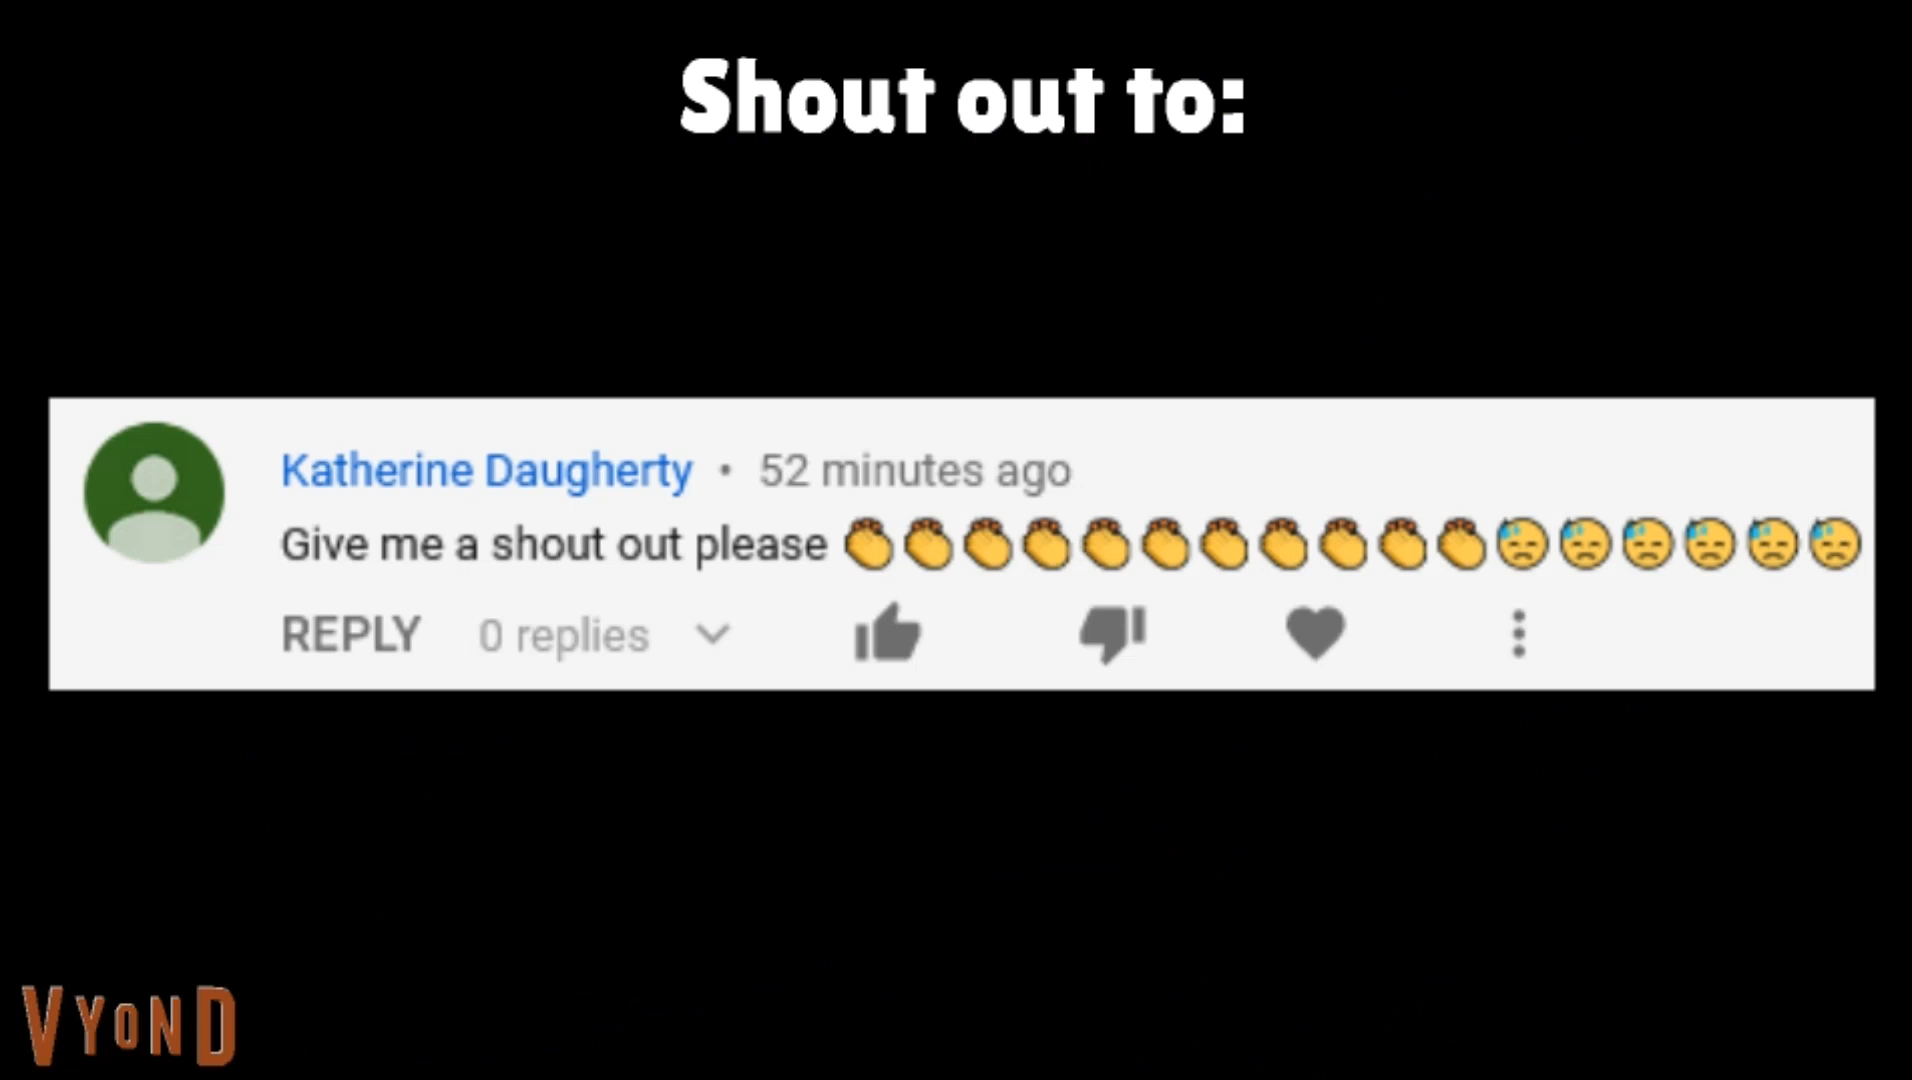 Shout out to:
Katherine Daugherty • 52 minutes ago
Give me a shout out please 👏👏👏👏👏👏👏👏👏👏👏😓😓😓😓😓😓
REPLY 0 replies
VYOND